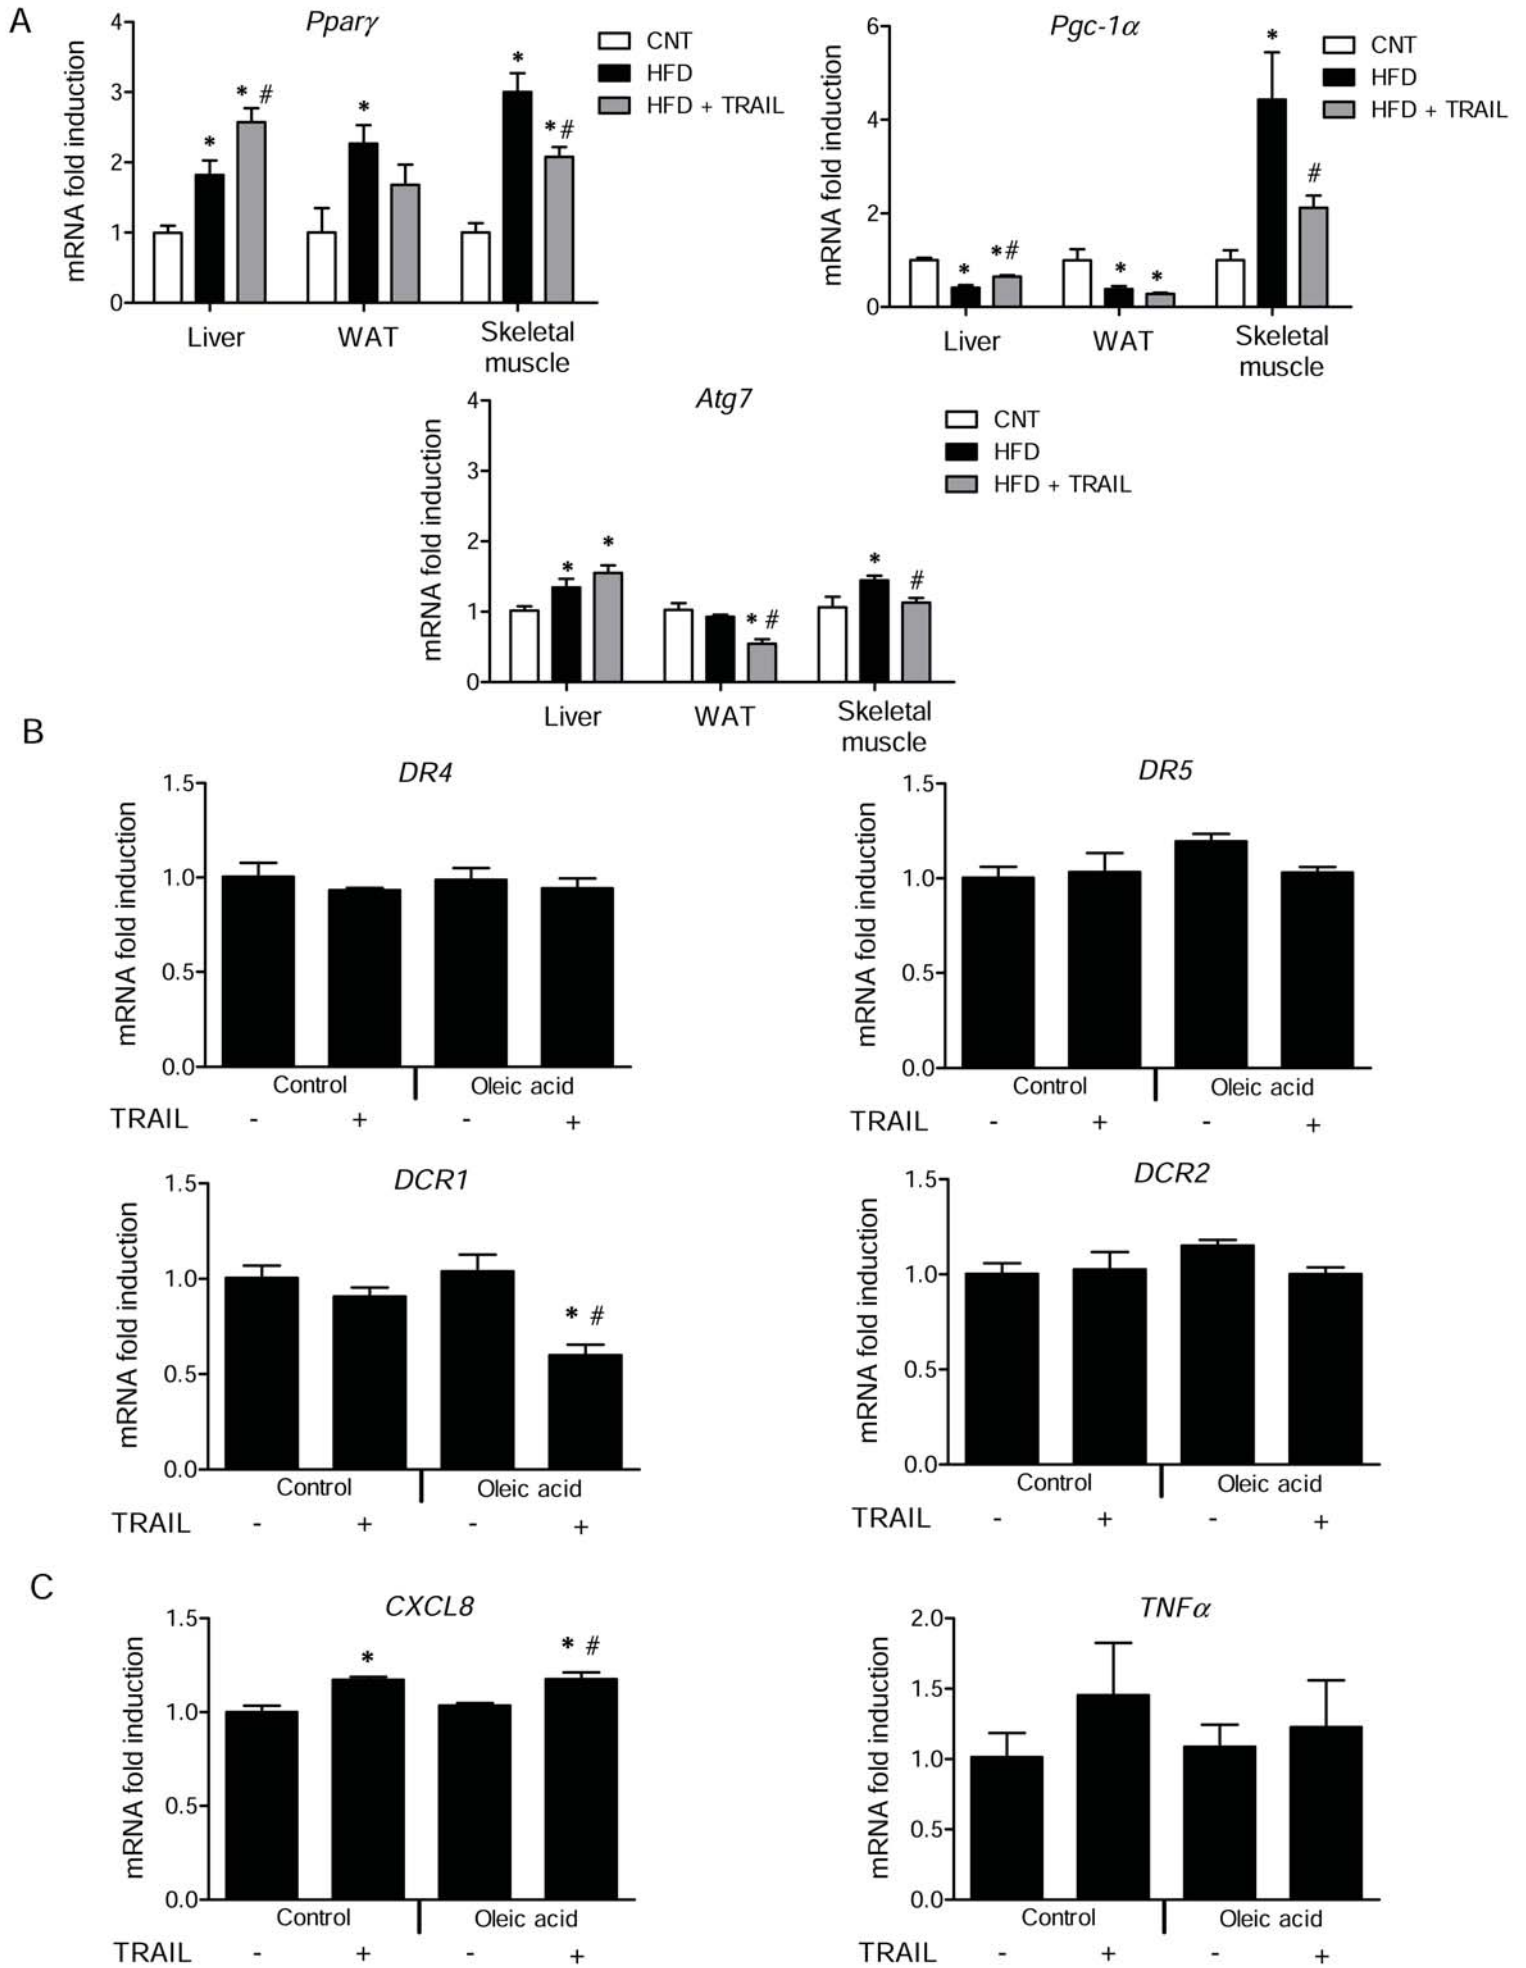 A
Pparγ
mRNA fold induction
4
3
2
1
0
* * #
*
* *#
Liver
WAT
Skeletal
muscle
CNT
HFD
HFD + TRAIL
Pgc-1α
mRNA fold induction
6
4
2
0
* *#
* *
* #
Liver
WAT
Skeletal
muscle
CNT
HFD
HFD + TRAIL
Atg7
mRNA fold induction
4
3
2
1
0
* *
* #
* #
Liver
WAT
Skeletal
muscle
CNT
HFD
HFD + TRAIL
B
DR4
mRNA fold induction
1.5
1.0
0.5
0.0
Control Oleic acid
TRAIL - + - +
DR5
mRNA fold induction
1.5
1.0
0.5
0.0
Control Oleic acid
TRAIL - + - +
DCR1
mRNA fold induction
1.5
1.0
0.5
0.0
* #
Control Oleic acid
TRAIL - + - +
DCR2
mRNA fold induction
1.5
1.0
0.5
0.0
Control Oleic acid
TRAIL - + - +
C
CXCL8
mRNA fold induction
1.5
1.0
0.5
0.0
* * #
Control Oleic acid
TRAIL - + - +
TNFα
mRNA fold induction
2.0
1.5
1.0
0.5
0.0
Control Oleic acid
TRAIL - + - +